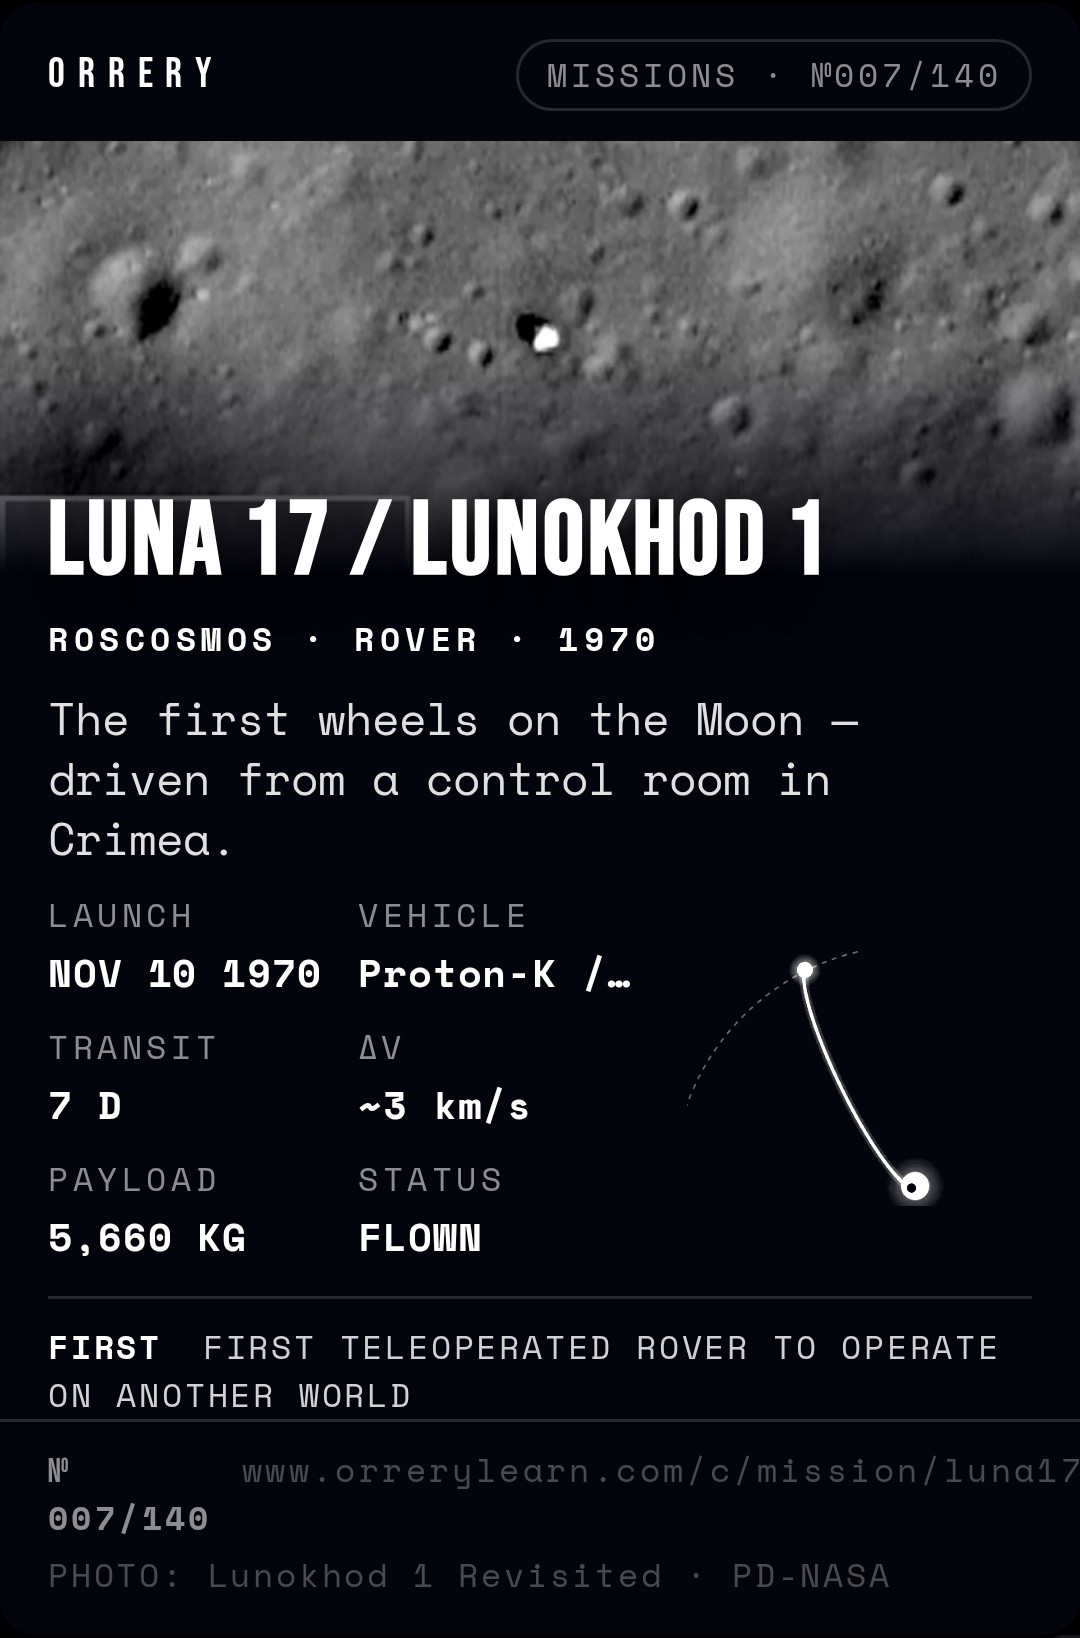 ORRERY
MISSIONS · №007/140
LUNA 17 / LUNOKHOD 1
ROSCOSMOS · ROVER · 1970
The first wheels on the Moon —
driven from a control room in
Crimea.
LAUNCH VEHICLE
NOV 10 1970 Proton-K /…
TRANSIT ΔV
7 D ~3 km/s
PAYLOAD STATUS
5,660 KG FLOWN
FIRST FIRST TELEOPERATED ROVER TO OPERATE
ON ANOTHER WORLD
№ www.orrerylearn.com/c/mission/luna17
007/140
PHOTO: Lunokhod 1 Revisited · PD-NASA